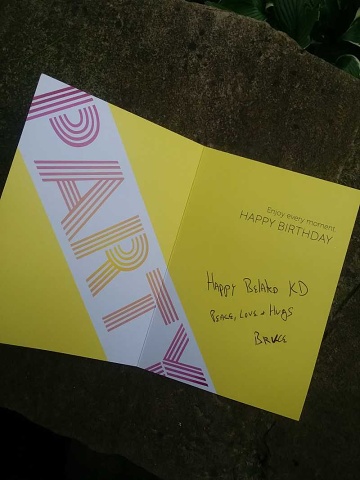 PARTY
Enjoy every moment.
HAPPY BIRTHDAY
HAPPY BELATED KD
PEACE, LOVE + HUGS
BRUCE